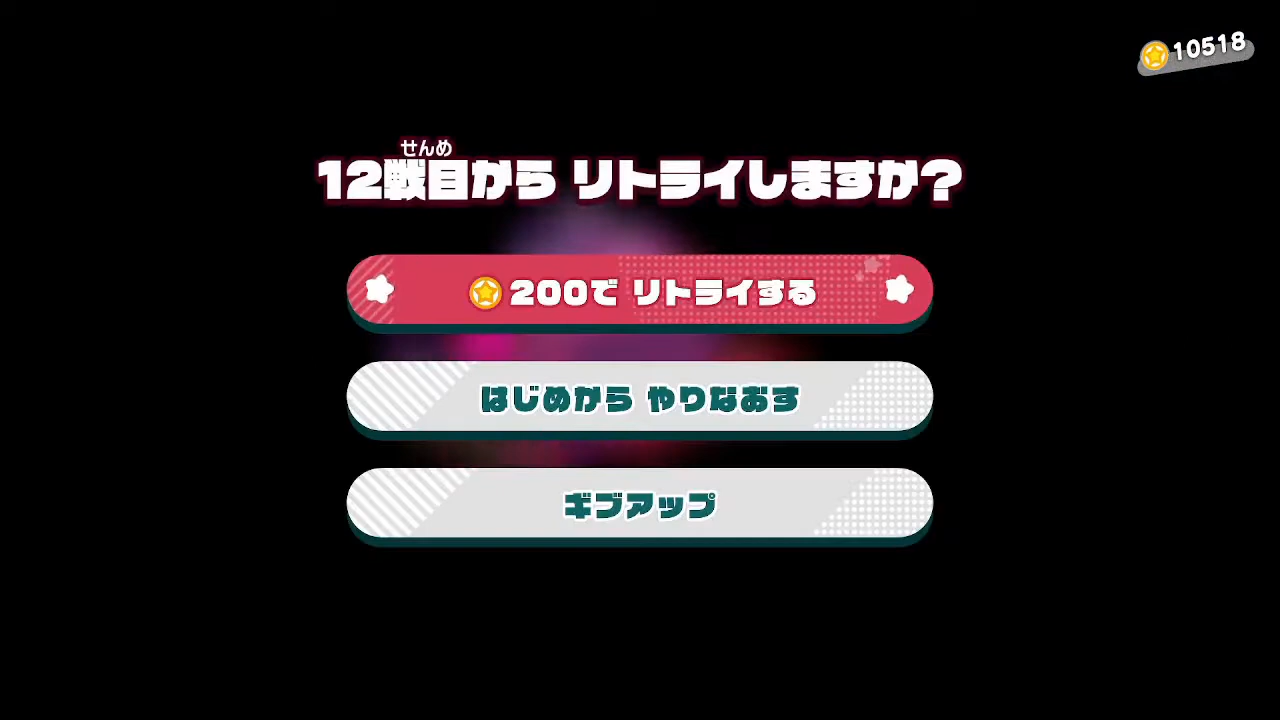 10518
せんめ
12戦目から リトライしますか?
200で リトライする
はじめから やりなおす
ギブアップ